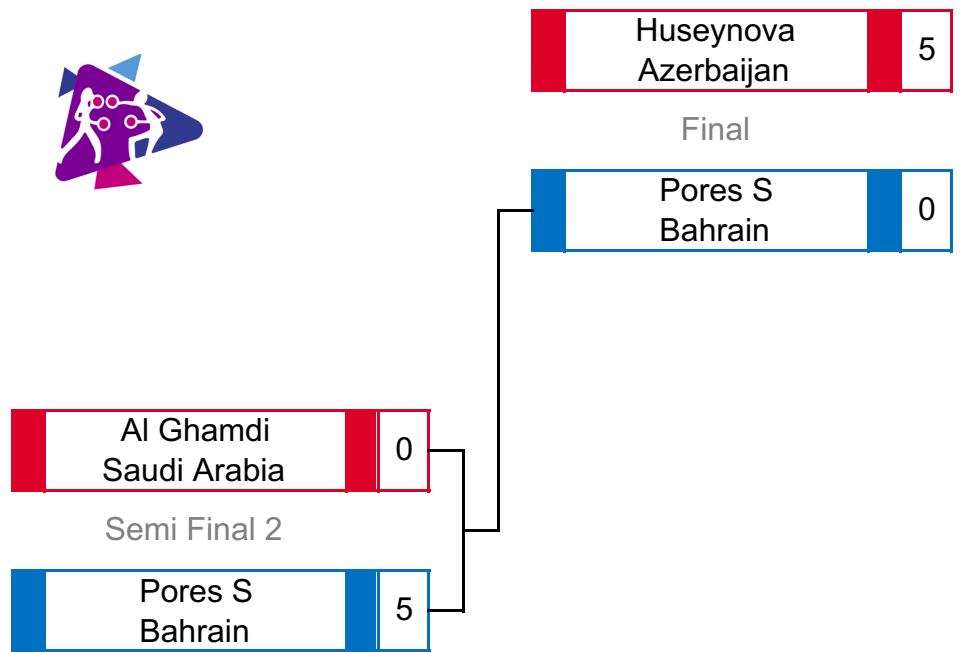 Huseynova
Azerbaijan
5
Final
Pores S
Bahrain
0
Al Ghamdi
Saudi Arabia
0
Semi Final 2
Pores S
Bahrain
5